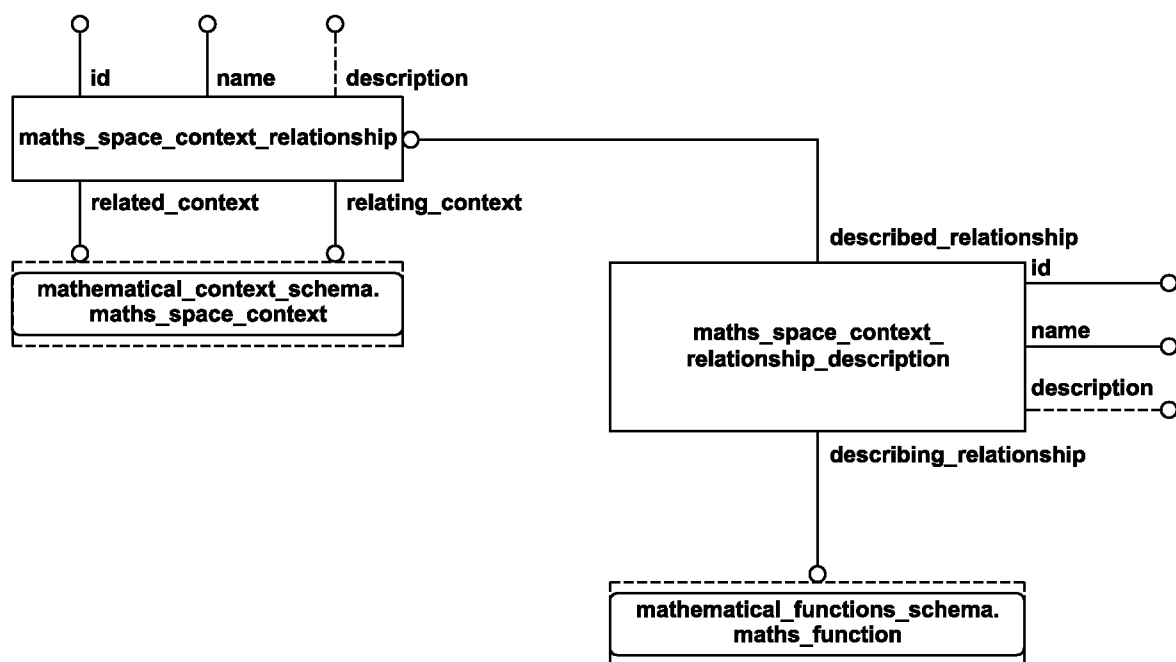 id
name
description
maths_space_context_relationship
related_context
relating_context
mathematical_context_schema.
maths_space_context
described_relationship
id
maths_space_context_
relationship_description
name
description
describing_relationship
mathematical_functions_schema.
maths_function